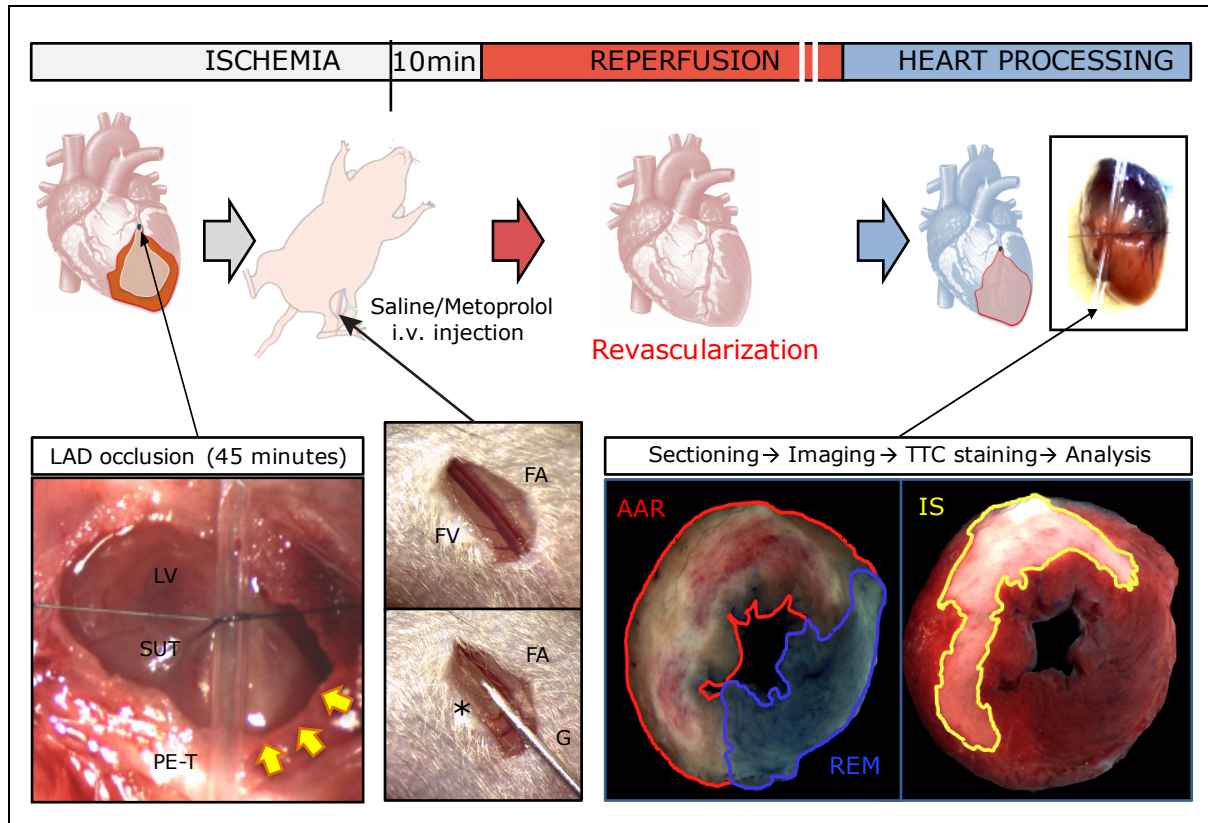 ISCHEMIA
10min
REPERFUSION
HEART PROCESSING
Saline/Metoprolol
i.v. injection
Revascularization
LAD occlusion (45 minutes)
LV
SUT
PE-T
FA
FV
FA
*
G
Sectioning→ Imaging→ TTC staining→ Analysis
AAR
REM
IS